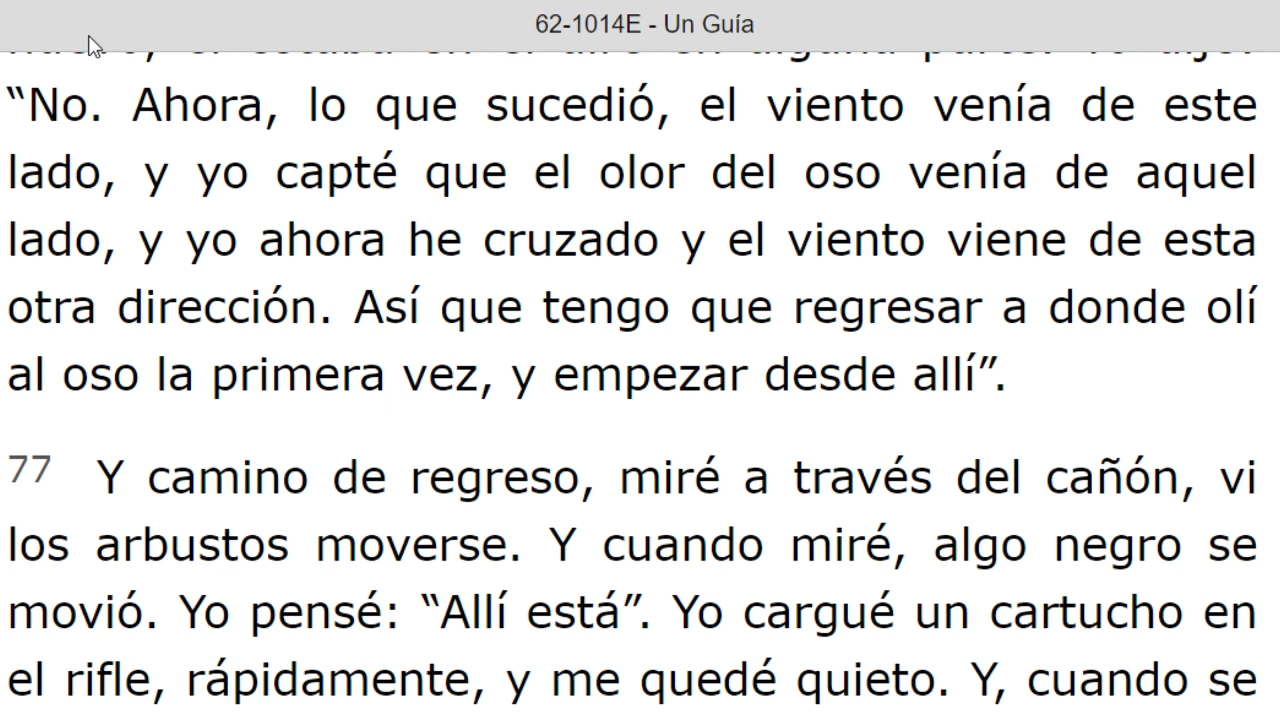 62-1014E - Un Guía
“No. Ahora, lo que sucedió, el viento venía de este
lado, y yo capté que el olor del oso venía de aquel
lado, y yo ahora he cruzado y el viento viene de esta
otra dirección. Así que tengo que regresar a donde olí
al oso la primera vez, y empezar desde allí”.
77 Y camino de regreso, miré a través del cañón, vi
los arbustos moverse. Y cuando miré, algo negro se
movió. Yo pensé: “Allí está”. Yo cargué un cartucho en
el rifle, rápidamente, y me quedé quieto. Y, cuando se